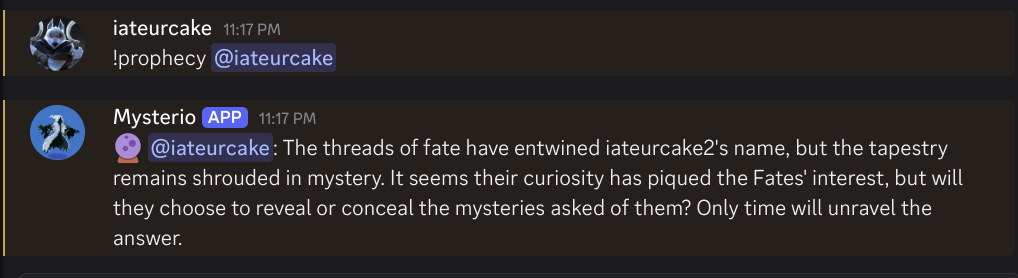 iateurcake 11:17 PM
!prophecy @iateurcake
Mysterio APP 11:17 PM
@iateurcake: The threads of fate have entwined iateurcake2's name, but the tapestry
remains shrouded in mystery. It seems their curiosity has piqued the Fates' interest, but will
they choose to reveal or conceal the mysteries asked of them? Only time will unravel the
answer.